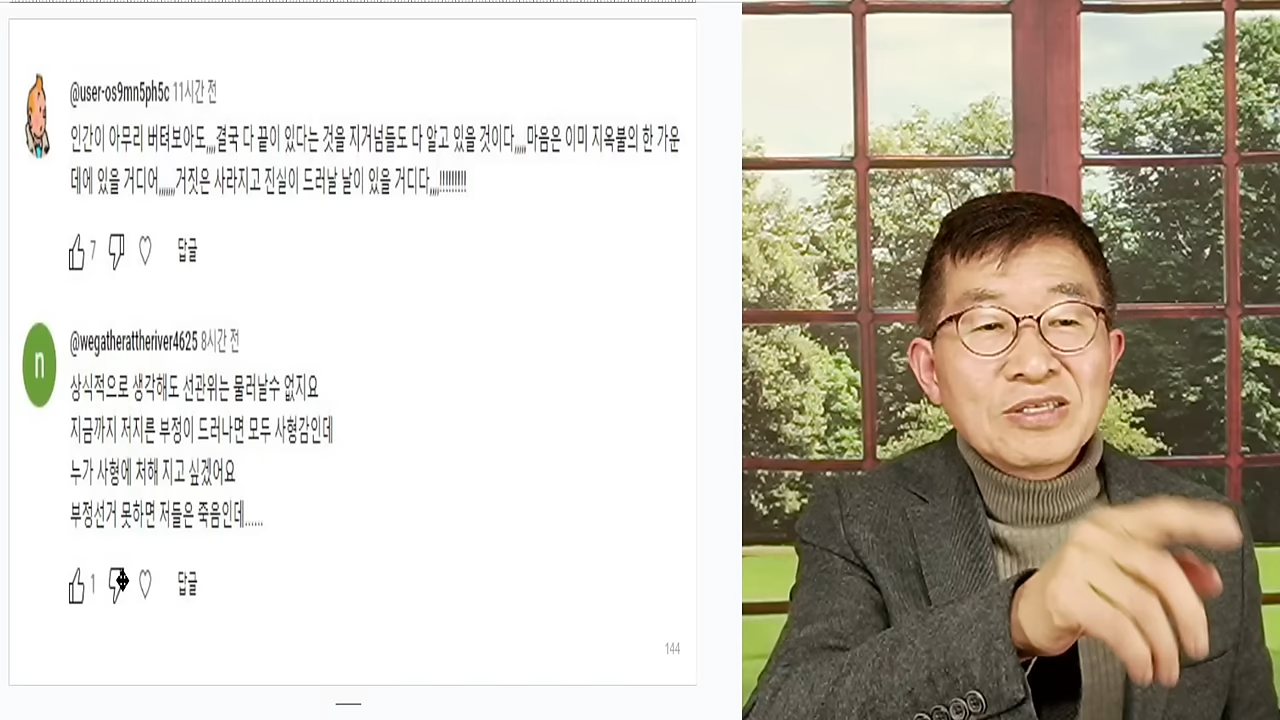 @user-os9mn5ph5c 11시간 전
인간이 아무리 버텨보아도,,,,결국 다 끝이 있다는 것을 지거넘들도 다 알고 있을 것이다,,,,,마음은 이미 지옥불의 한 가운
데에 있을 거디어,,,,,,,거짓은 사라지고 진실이 드러날 날이 있을 거디다,,,,!!!!!!!!!
7
답글
n
@wegatherattheriver4625 8시간 전
상식적으로 생각해도 선관위는 물러날수 없지요
지금까지 저지른 부정이 드러나면 모두 사형감인데
누가 사형에 처해 지고 싶겠어요
부정선거 못하면 저들은 죽음인데......
1
답글
144